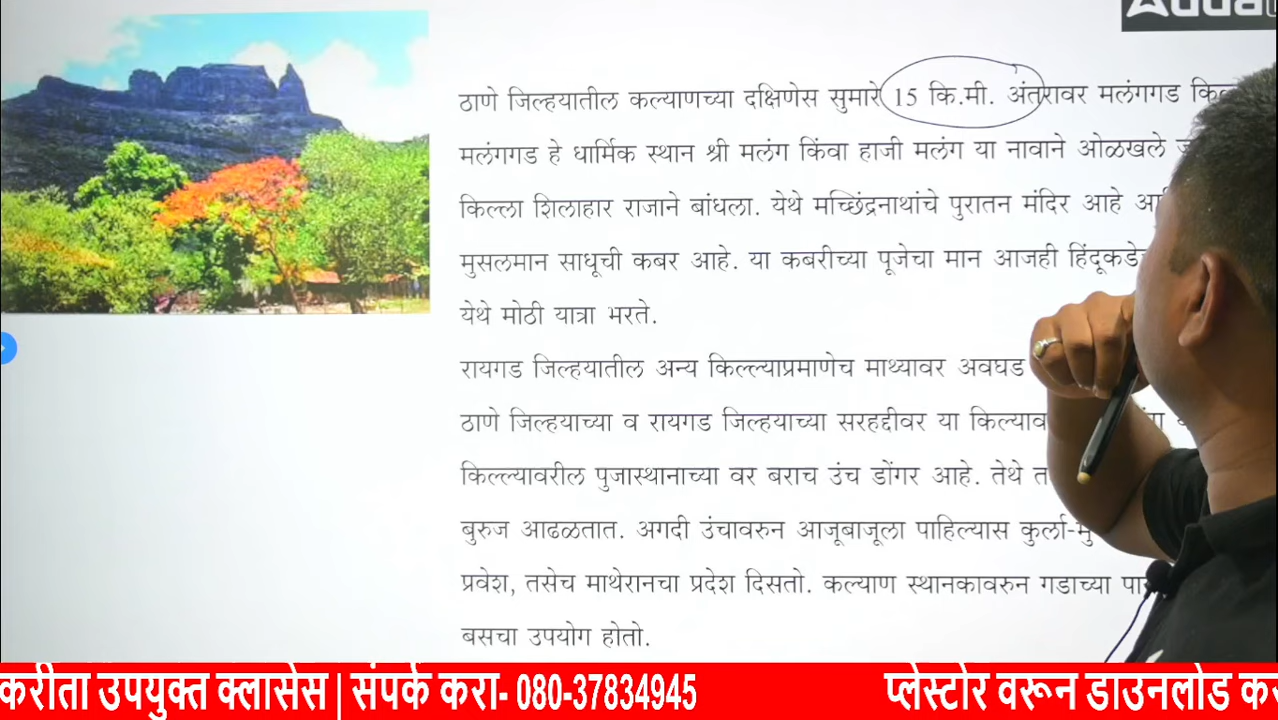 ठाणे जिल्हयातील कल्याणच्या दक्षिणेस सुमारे 15 कि.मी. अंतरावर मलंगगड
मलंगगड हे धार्मिक स्थान श्री मलंग किंवा हाजी मलंग या नावाने ओळखले
किल्ला शिलाहार राजाने बांधला. येथे मच्छिंद्रनाथांचे पुरातन मंदिर आहे
मुसलमान साधूची कबर आहे. या कबरीच्या पूजेचा मान आजही
येथे मोठी यात्रा भरते.
रायगड जिल्हयातील अन्य किल्ल्याप्रमाणेच माथ्यावर अवघड
ठाणे जिल्हयाच्या व रायगड जिल्हयाच्या सरहद्दीवर या
किल्ल्यावरील पुजास्थानाच्या वर बराच उंच डोंगर आहे. तेथे
बुरुज आढळतात. अगदी उंचावरुन आजूबाजूला पाहिल्यास
प्रवेश, तसेच माथेरानचा प्रदेश दिसतो. कल्याण स्थानकावरुन गडाच्या
बसचा उपयोग होतो.
करीता उपयुक्त क्लासेस | संपर्क करा- 080-37834945 प्लेस्टोर वरून डाउनलोड